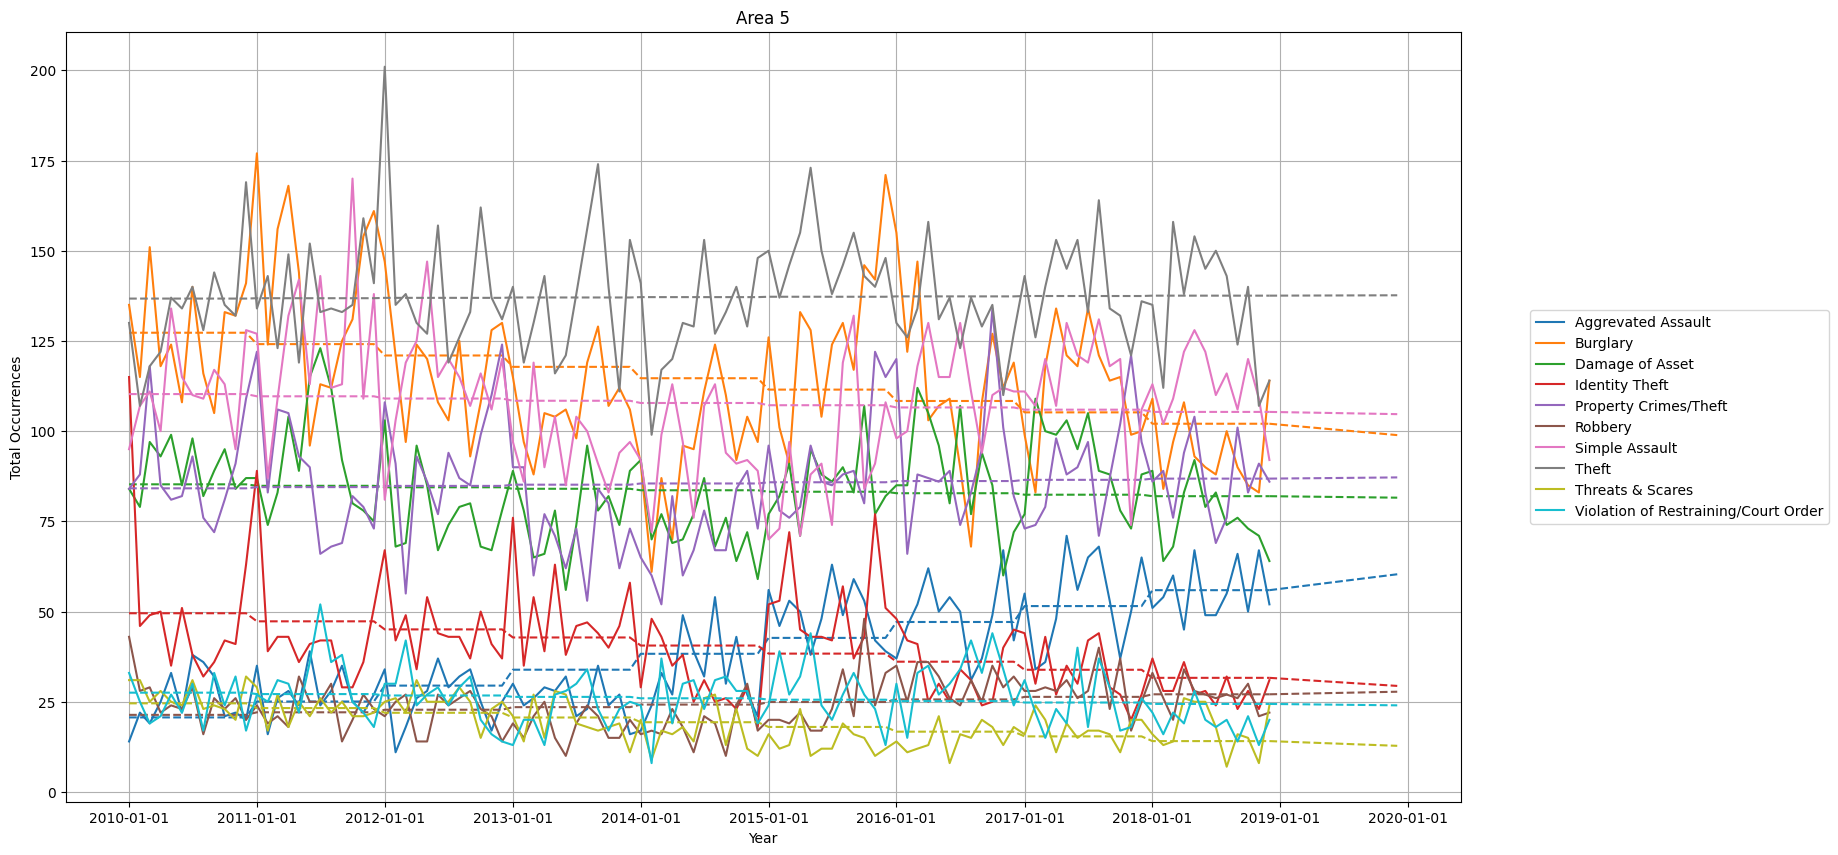 Area 5
Total Occurrences
200
175
150
125
100
75
50
25
0
2010-01-01 2011-01-01 2012-01-01 2013-01-01 2014-01-01 2015-01-01 2016-01-01 2017-01-01 2018-01-01 2019-01-01 2020-01-01
Year
Aggrevated Assault
Burglary
Damage of Asset
Identity Theft
Property Crimes/Theft
Robbery
Simple Assault
Theft
Threats & Scares
Violation of Restraining/Court Order